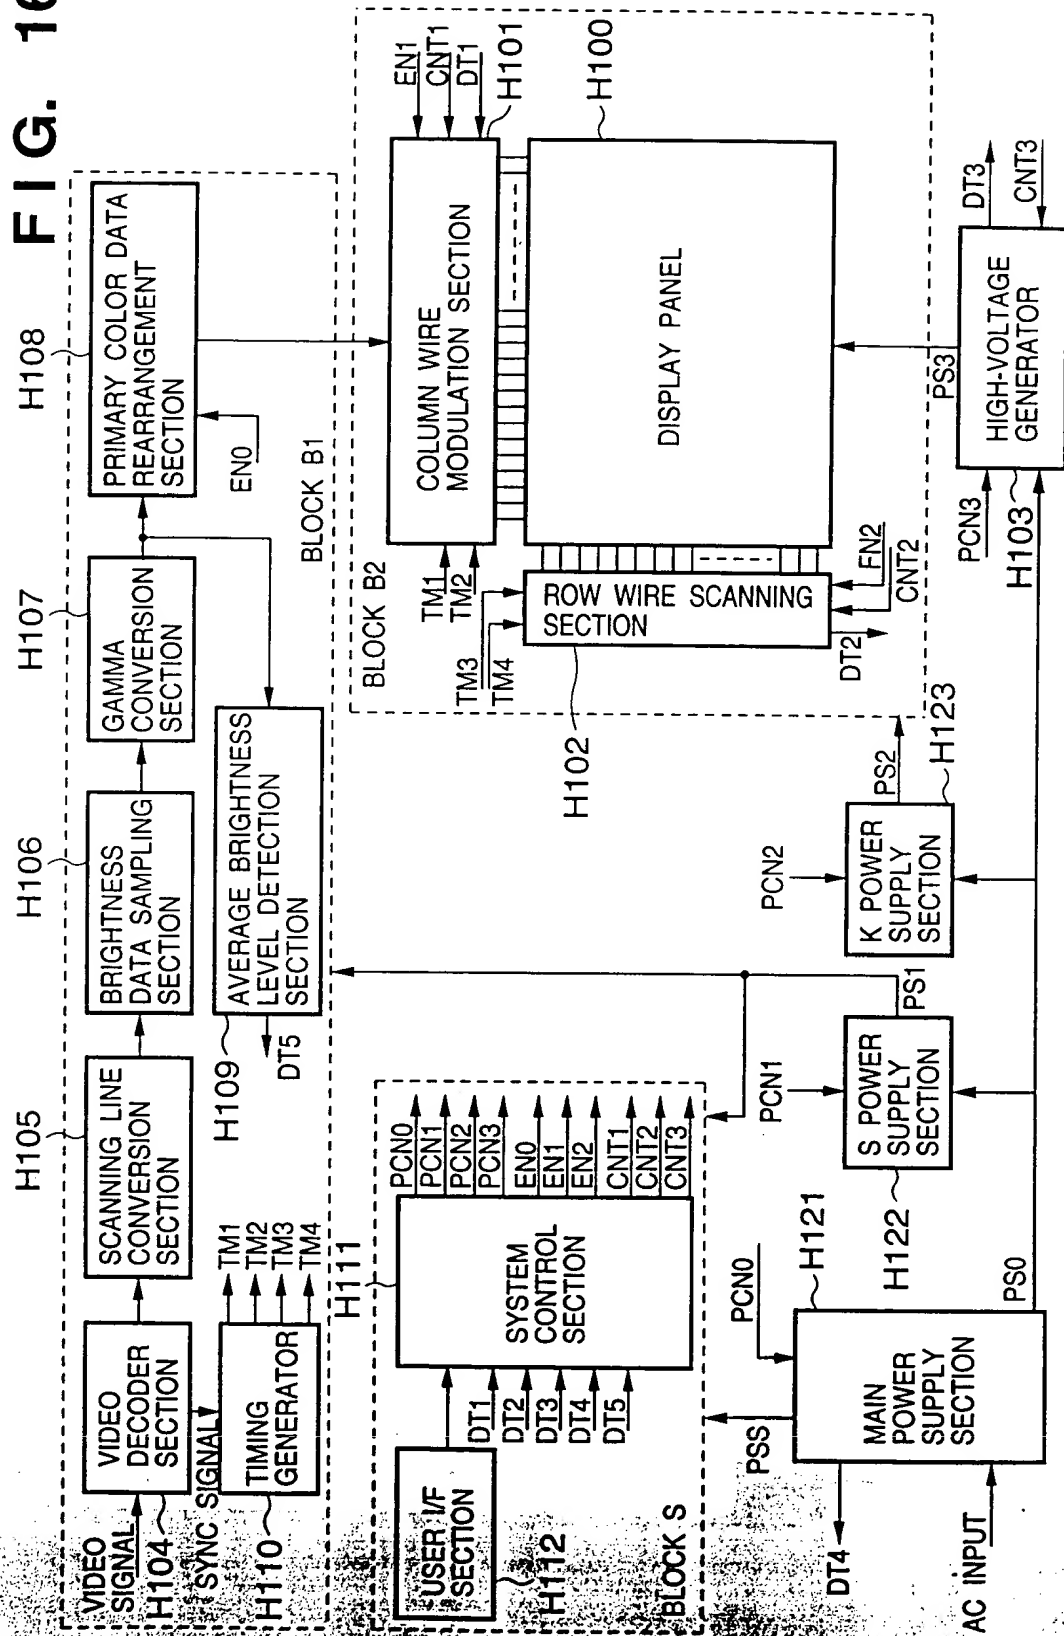 FIG. 16
VIDEO
SIGNAL
H104
VIDEO
DECODER
SECTION
H105
SCANNING LINE
CONVERSION
SECTION
H106
BRIGHTNESS
DATA SAMPLING
SECTION
H107
GAMMA
CONVERSION
SECTION
H108
PRIMARY COLOR DATA
REARRANGEMENT
SECTION
EN0
BLOCK B1
SYNC SIGNAL
H110
TIMING
GENERATOR
TM1
TM2
TM3
TM4
H109
AVERAGE BRIGHTNESS
LEVEL DETECTION
SECTION
DT5
BLOCK B2
COLUMN WIRE
MODULATION SECTION
EN1
CNT1
DT1
H101
TM1
TM2
H100
DISPLAY PANEL
TM3
TM4
ROW WIRE SCANNING
SECTION
H102
DT2
FN2
CNT2
USER I/F
SECTION
H112
BLOCK S
H111
SYSTEM
CONTROL
SECTION
DT1
DT2
DT3
DT4
DT5
PCN0
PCN1
PCN2
PCN3
EN0
EN1
EN2
CNT1
CNT2
CNT3
AC INPUT
DT4
PSS
PCN0
H121
MAIN
POWER
SUPPLY
SECTION
PS0
PCN1
S POWER
SUPPLY
SECTION
H122
PS1
PCN2
K POWER
SUPPLY
SECTION
PS2
H123
PCN3
H103
HIGH-VOLTAGE
GENERATOR
PS3
DT3
CNT3